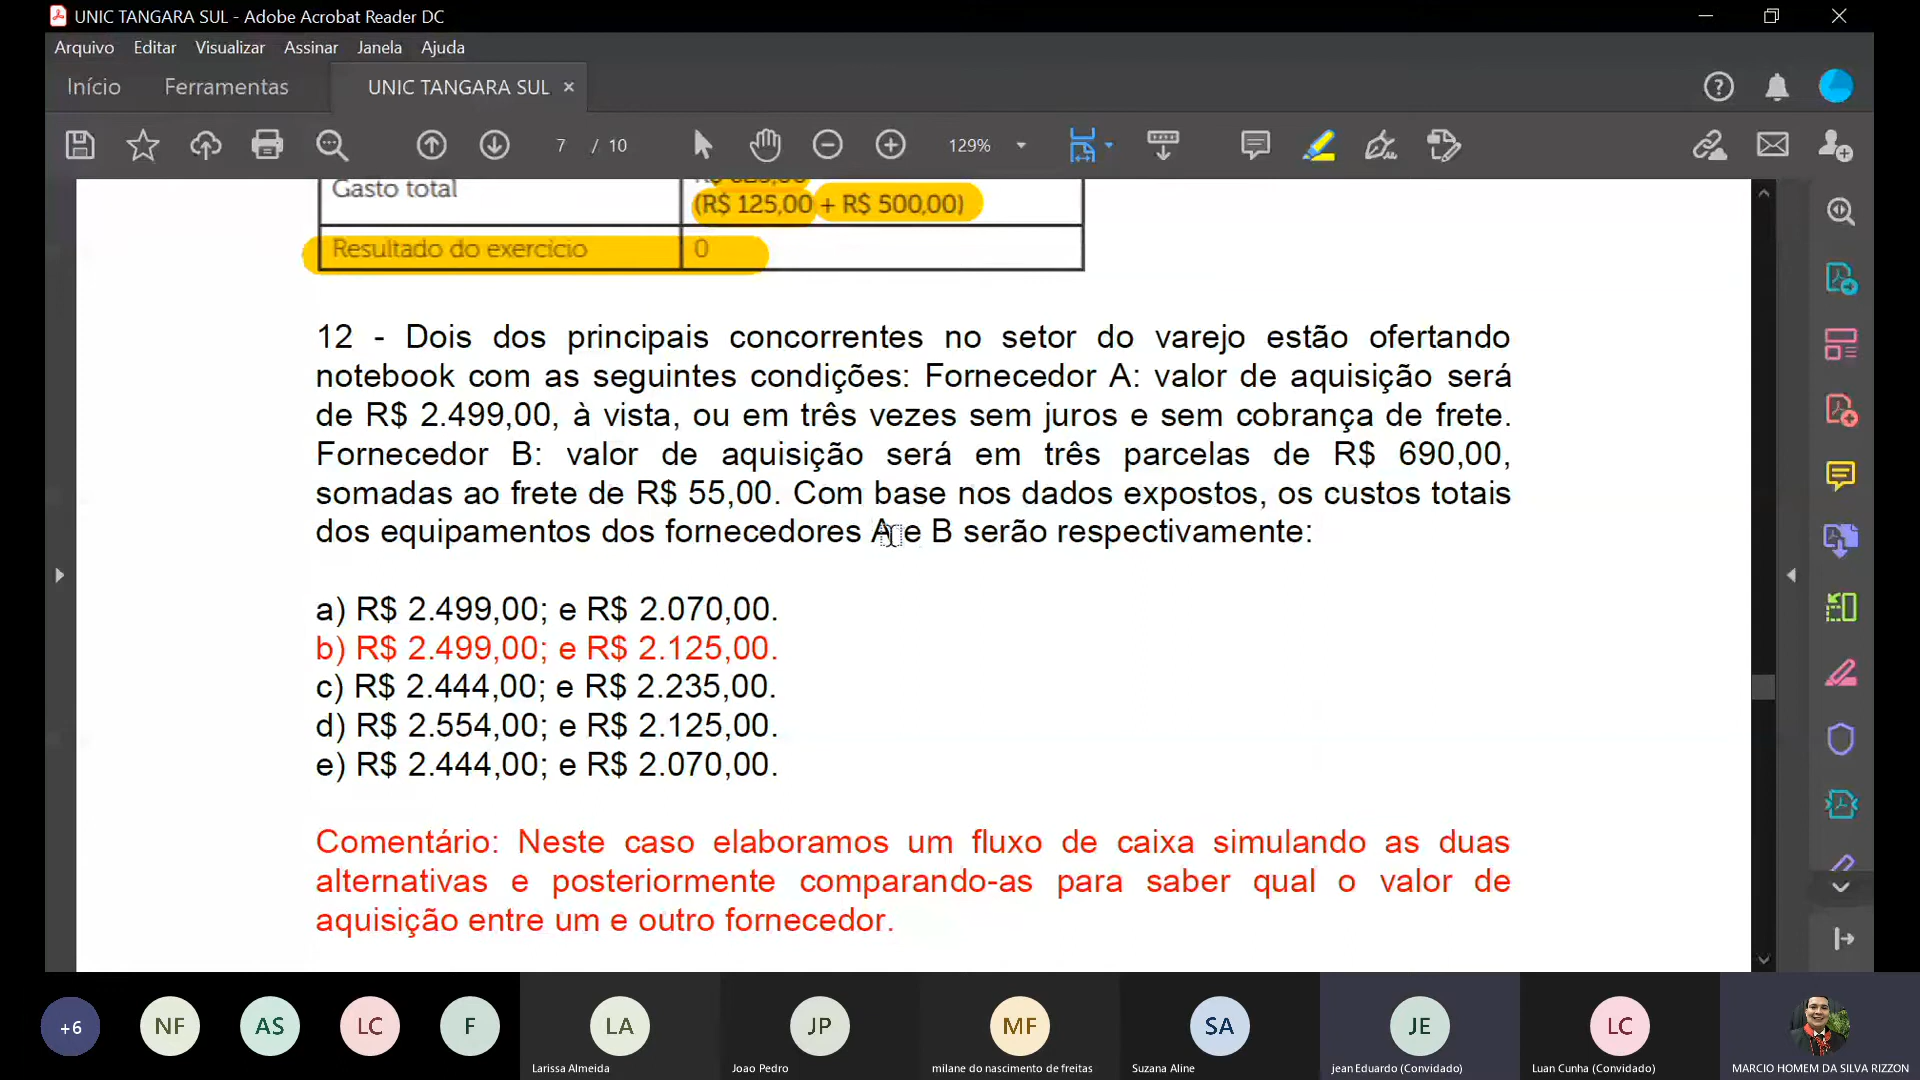 UNIC TANGARA SUL - Adobe Acrobat Reader DC
Arquivo Editar Visualizar Assinar Janela Ajuda
Início Ferramentas UNIC TANGARA SUL ×
7 / 10 129%
Gasto total
(R$ 125,00 + R$ 500,00)
Resultado do exercício 0
12 - Dois dos principais concorrentes no setor do varejo estão ofertando
notebook com as seguintes condições: Fornecedor A: valor de aquisição será
de R$ 2.499,00, à vista, ou em três vezes sem juros e sem cobrança de frete.
Fornecedor B: valor de aquisição será em três parcelas de R$ 690,00,
somadas ao frete de R$ 55,00. Com base nos dados expostos, os custos totais
dos equipamentos dos fornecedores A e B serão respectivamente:
a) R$ 2.499,00; e R$ 2.070,00.
b) R$ 2.499,00; e R$ 2.125,00.
c) R$ 2.444,00; e R$ 2.235,00.
d) R$ 2.554,00; e R$ 2.125,00.
e) R$ 2.444,00; e R$ 2.070,00.
Comentário: Neste caso elaboramos um fluxo de caixa simulando as duas
alternativas e posteriormente comparando-as para saber qual o valor de
aquisição entre um e outro fornecedor.
+6 NF AS LC F LA JP MF SA JE LC
Larissa Almeida Joao Pedro milane do nascimento de freitas Suzana Aline jean Eduardo (Convidado) Luan Cunha (Convidado) MARCIO HOMEM DA SILVA RIZZON